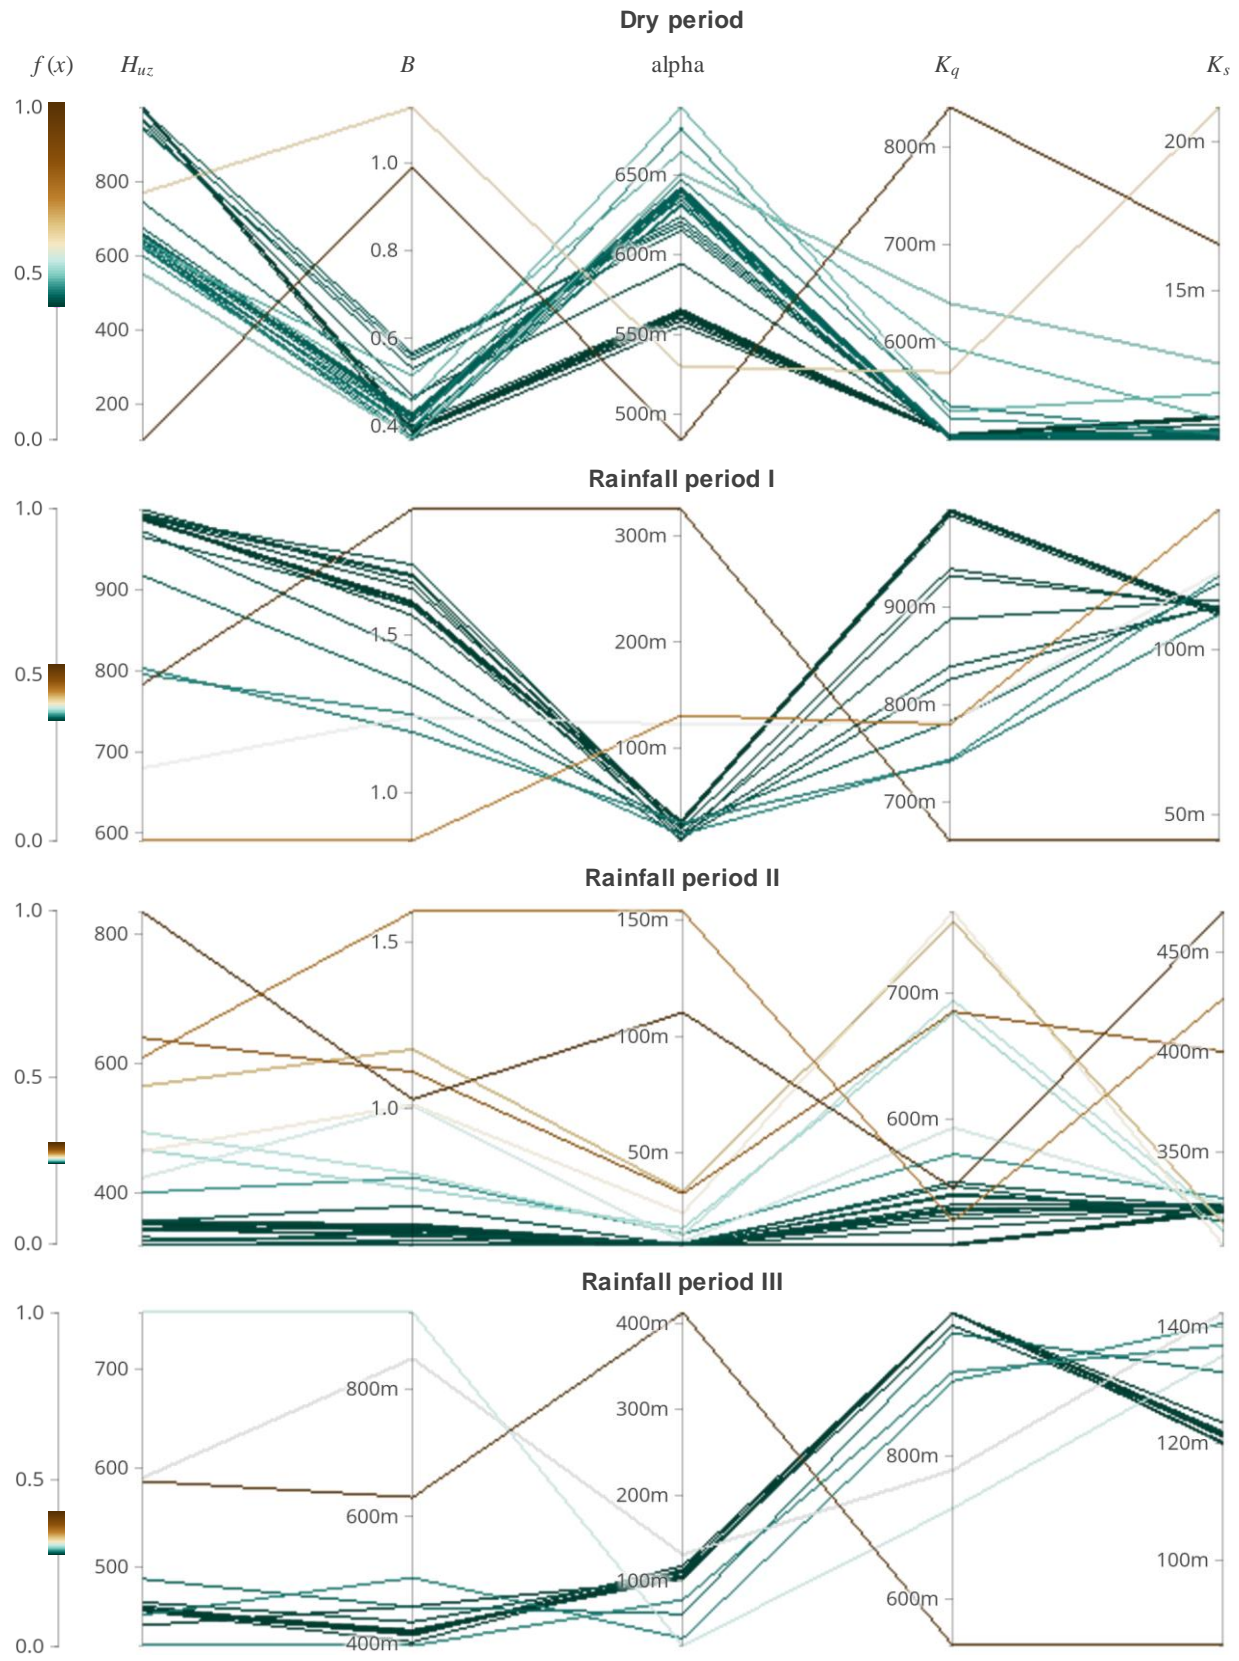 Dry period
f (x) H_uz B alpha K_q K_s
1.0
800m 20m
1.0
650m
800
700m
0.8
600 600m
0.5 15m
0.6 600m
400 550m
200 0.4 500m
0.0
Rainfall period I
1.0
300m
900 900m
1.5
200m
0.5 800 100m
800m
700 100m
1.0
700m
50m
600
0.0
Rainfall period II
1.0
150m
800 1.5
450m
700m
100m
600 400m
0.5
1.0
600m
50m 350m
400
0.0
Rainfall period III
1.0
400m 140m
700
800m
300m
800m
600 120m
0.5
200m
600m
500 100m 100m
600m
0.0 400m